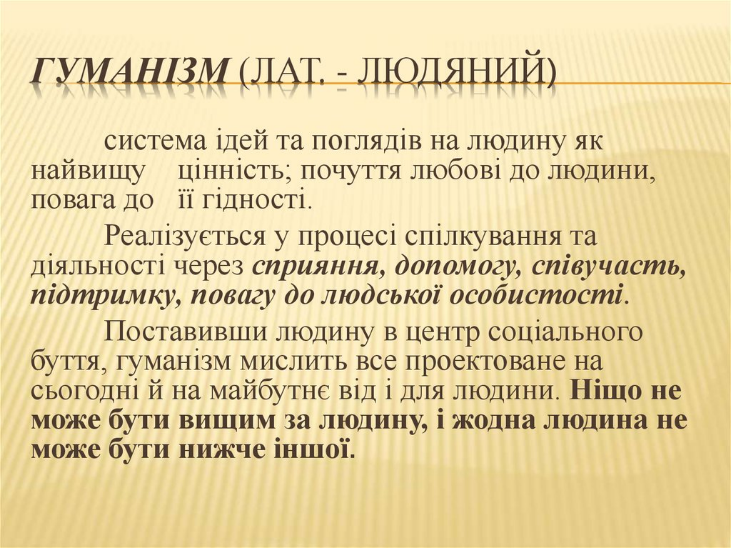 ГУМАНІЗМ (ЛАТ. - ЛЮДЯНИЙ)
система ідей та поглядів на людину як
найвищу цінність; почуття любові до людини,
повага до її гідності.
Реалізується у процесі спілкування та
діяльності через сприяння, допомогу, співучасть,
підтримку, повагу до людської особистості.
Поставивши людину в центр соціального
буття, гуманізм мислить все проектоване на
сьогодні й на майбутнє від і для людини. Ніщо не
може бути вищим за людину, і жодна людина не
може бути нижче іншої.